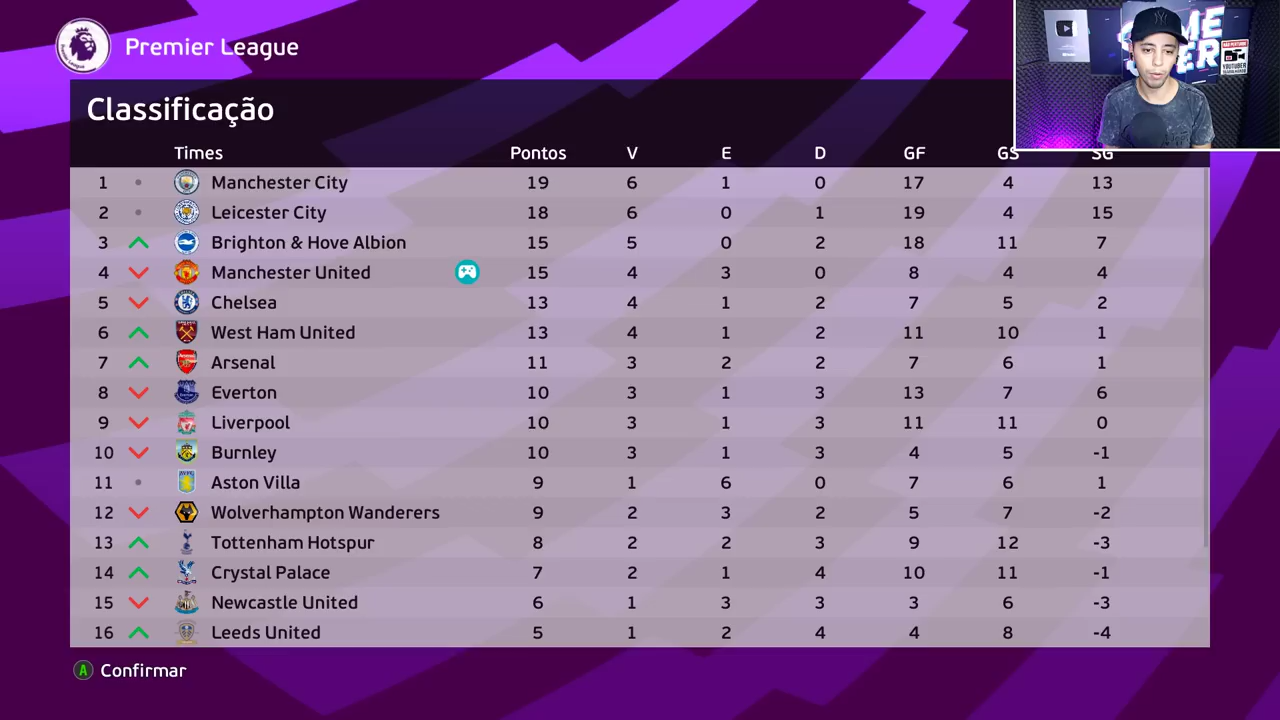 Premier League
Classificação
Times Pontos V E D GF GS SG
1 Manchester City 19 6 1 0 17 4 13
2 Leicester City 18 6 0 1 19 4 15
3 Brighton & Hove Albion 15 5 0 2 18 11 7
4 Manchester United 15 4 3 0 8 4 4
5 Chelsea 13 4 1 2 7 5 2
6 West Ham United 13 4 1 2 11 10 1
7 Arsenal 11 3 2 2 7 6 1
8 Everton 10 3 1 3 13 7 6
9 Liverpool 10 3 1 3 11 11 0
10 Burnley 10 3 1 3 4 5 -1
11 Aston Villa 9 1 6 0 7 6 1
12 Wolverhampton Wanderers 9 2 3 2 5 7 -2
13 Tottenham Hotspur 8 2 2 3 9 12 -3
14 Crystal Palace 7 2 1 4 10 11 -1
15 Newcastle United 6 1 3 3 3 6 -3
16 Leeds United 5 1 2 4 4 8 -4
A Confirmar